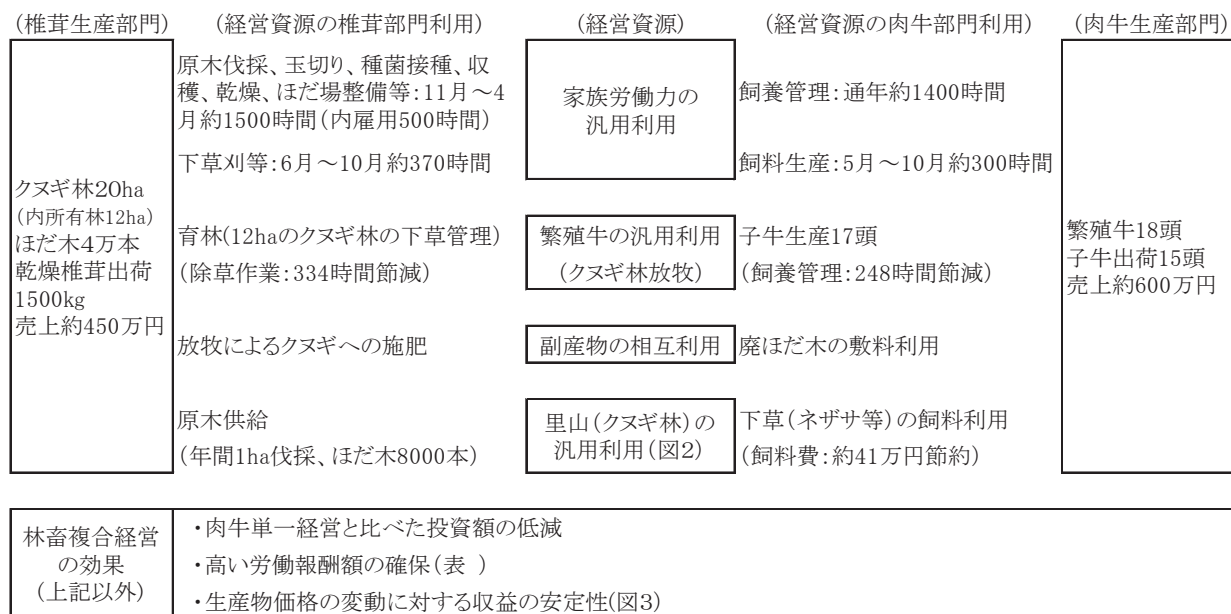 (椎茸生産部門)
(経営資源の椎茸部門利用)
(経営資源)
(経営資源の肉牛部門利用)
(肉牛生産部門)
クヌギ林20ha
(内所有林12ha)
ほだ木4万本
乾燥椎茸出荷
1500kg
売上約450万円
原木伐採、玉切り、種菌接種、収
穫、乾燥、ほだ場整備等:11月~4
月約1500時間(内雇用500時間)
下草刈等:6月~10月約370時間
家族労働力の
汎用利用
飼養管理:通年約1400時間
飼料生産:5月~10月約300時間
育林(12haのクヌギ林の下草管理)
(除草作業:334時間節減)
繁殖牛の汎用利用
(クヌギ林放牧)
子牛生産17頭
(飼養管理:248時間節減)
放牧によるクヌギへの施肥
副産物の相互利用
廃ほだ木の敷料利用
原木供給
(年間1ha伐採、ほだ木8000本)
里山(クヌギ林)の
汎用利用(図2)
下草(ネザサ等)の飼料利用
(飼料費:約41万円節約)
繁殖牛18頭
子牛出荷15頭
売上約600万円
林畜複合経営
の効果
(上記以外)
・肉牛単一経営と比べた投資額の低減
・高い労働報酬額の確保(表 )
・生産物価格の変動に対する収益の安定性(図3)